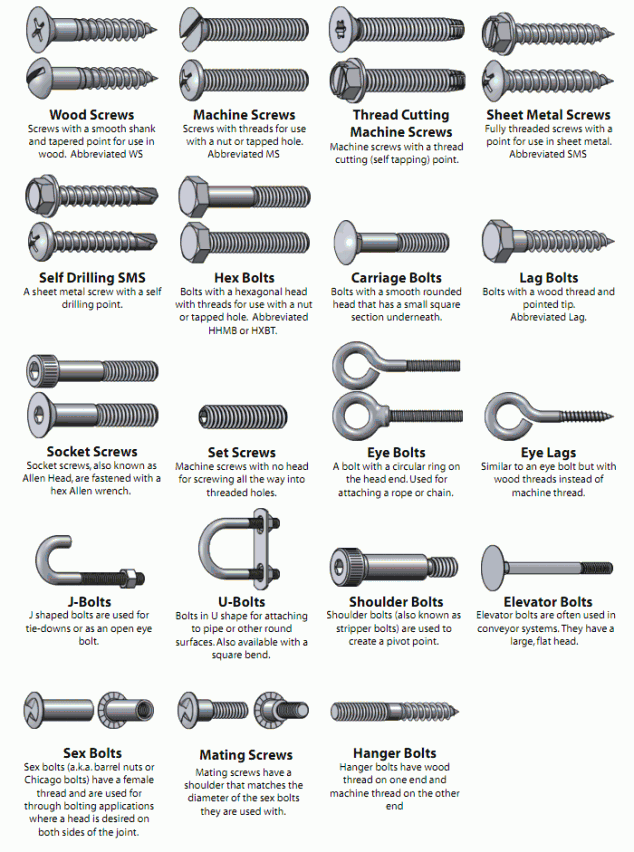 Wood Screws
Screws with a smooth shank
and tapered point for use in
wood. Abbreviated WS
Machine Screws
Screws with threads for use
with a nut or tapped hole.
Abbreviated MS
Thread Cutting
Machine Screws
Machine screws with a thread
cutting (self tapping) point.
Sheet Metal Screws
Fully threaded screws with a
point for use in sheet metal.
Abbreviated SMS
Self Drilling SMS
A sheet metal screw with a self
drilling point.
Hex Bolts
Bolts with a hexagonal head
with threads for use with a nut
or tapped hole. Abbreviated
HHMB or HXBT.
Carriage Bolts
Bolts with a smooth rounded
head that has a small square
section underneath.
Lag Bolts
Bolts with a wood thread and
pointed tip.
Abbreviated Lag.
Socket Screws
Socket screws, also known as
Allen Head, are fastened with a
hex Allen wrench.
Set Screws
Machine screws with no head
for screwing all the way into
threaded holes.
Eye Bolts
A bolt with a circular ring on
the head end. Used for
attaching a rope or chain.
Eye Lags
Similar to an eye bolt but with
wood threads instead of
machine thread.
J-Bolts
J shaped bolts are used for
tie-downs or as an open eye
bolt.
U-Bolts
Bolts in U shape for attaching
to pipe or other round
surfaces. Also available with a
square bend.
Shoulder Bolts
Shoulder bolts (also known as
stripper bolts) are used to
create a pivot point.
Elevator Bolts
Elevator bolts are often used in
conveyor systems. They have a
large, flat head.
Sex Bolts
Sex bolts (a.k.a. barrel nuts or
Chicago bolts) have a female
thread and are used for
through bolting applications
where a head is desired on
both sides of the joint.
Mating Screws
Mating screws have a
shoulder that matches the
diameter of the sex bolts
they are used with.
Hanger Bolts
Hanger bolts have wood
thread on one end and
machine thread on the other
end